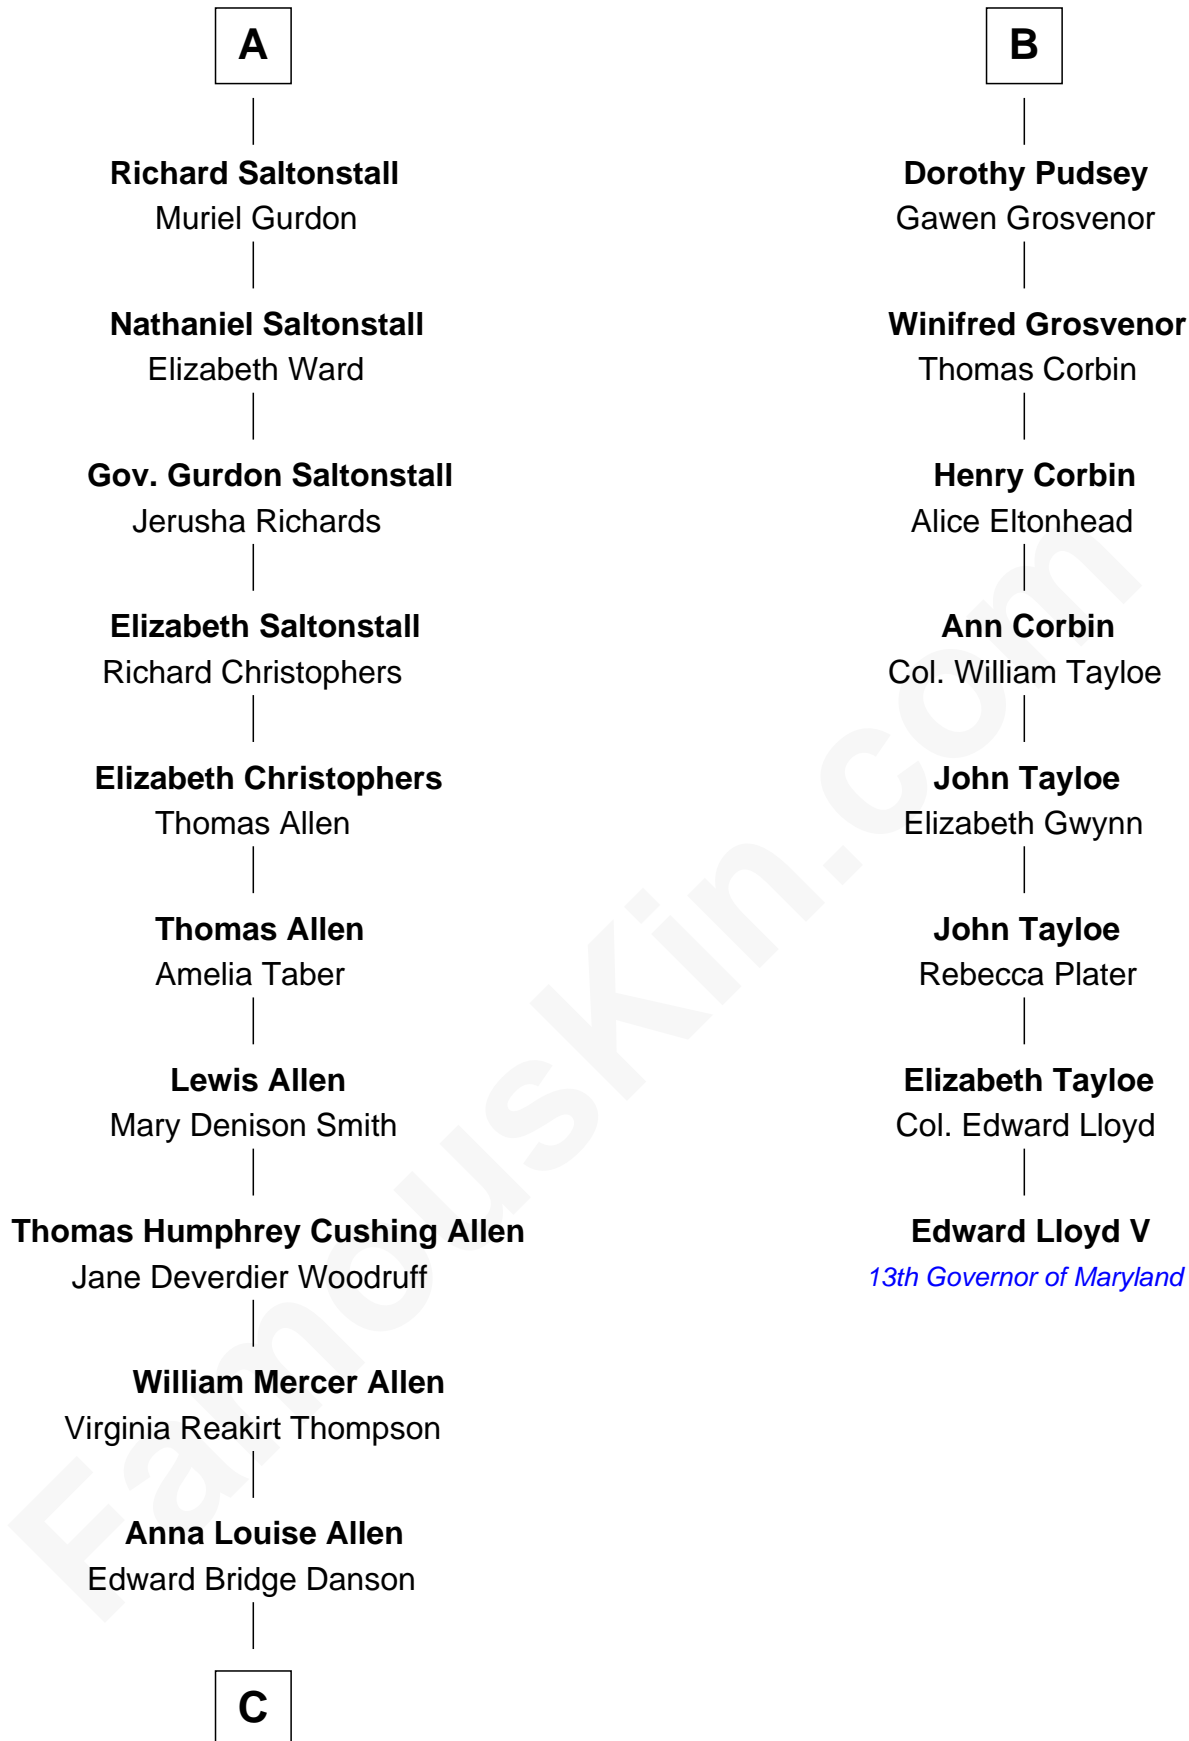 A
Richard Saltonstall
Muriel Gurdon
Nathaniel Saltonstall
Elizabeth Ward
Gov. Gurdon Saltonstall
Jerusha Richards
Elizabeth Saltonstall
Richard Christophers
Elizabeth Christophers
Thomas Allen
Thomas Allen
Amelia Taber
Lewis Allen
Mary Denison Smith
Thomas Humphrey Cushing Allen
Jane Deverdier Woodruff
William Mercer Allen
Virginia Reakirt Thompson
Anna Louise Allen
Edward Bridge Danson
C
B
Dorothy Pudsey
Gawen Grosvenor
Winifred Grosvenor
Thomas Corbin
Henry Corbin
Alice Eltonhead
Ann Corbin
Col. William Tayloe
John Tayloe
Elizabeth Gwynn
John Tayloe
Rebecca Plater
Elizabeth Tayloe
Col. Edward Lloyd
Edward Lloyd V
13th Governor of Maryland
FamousKin.com